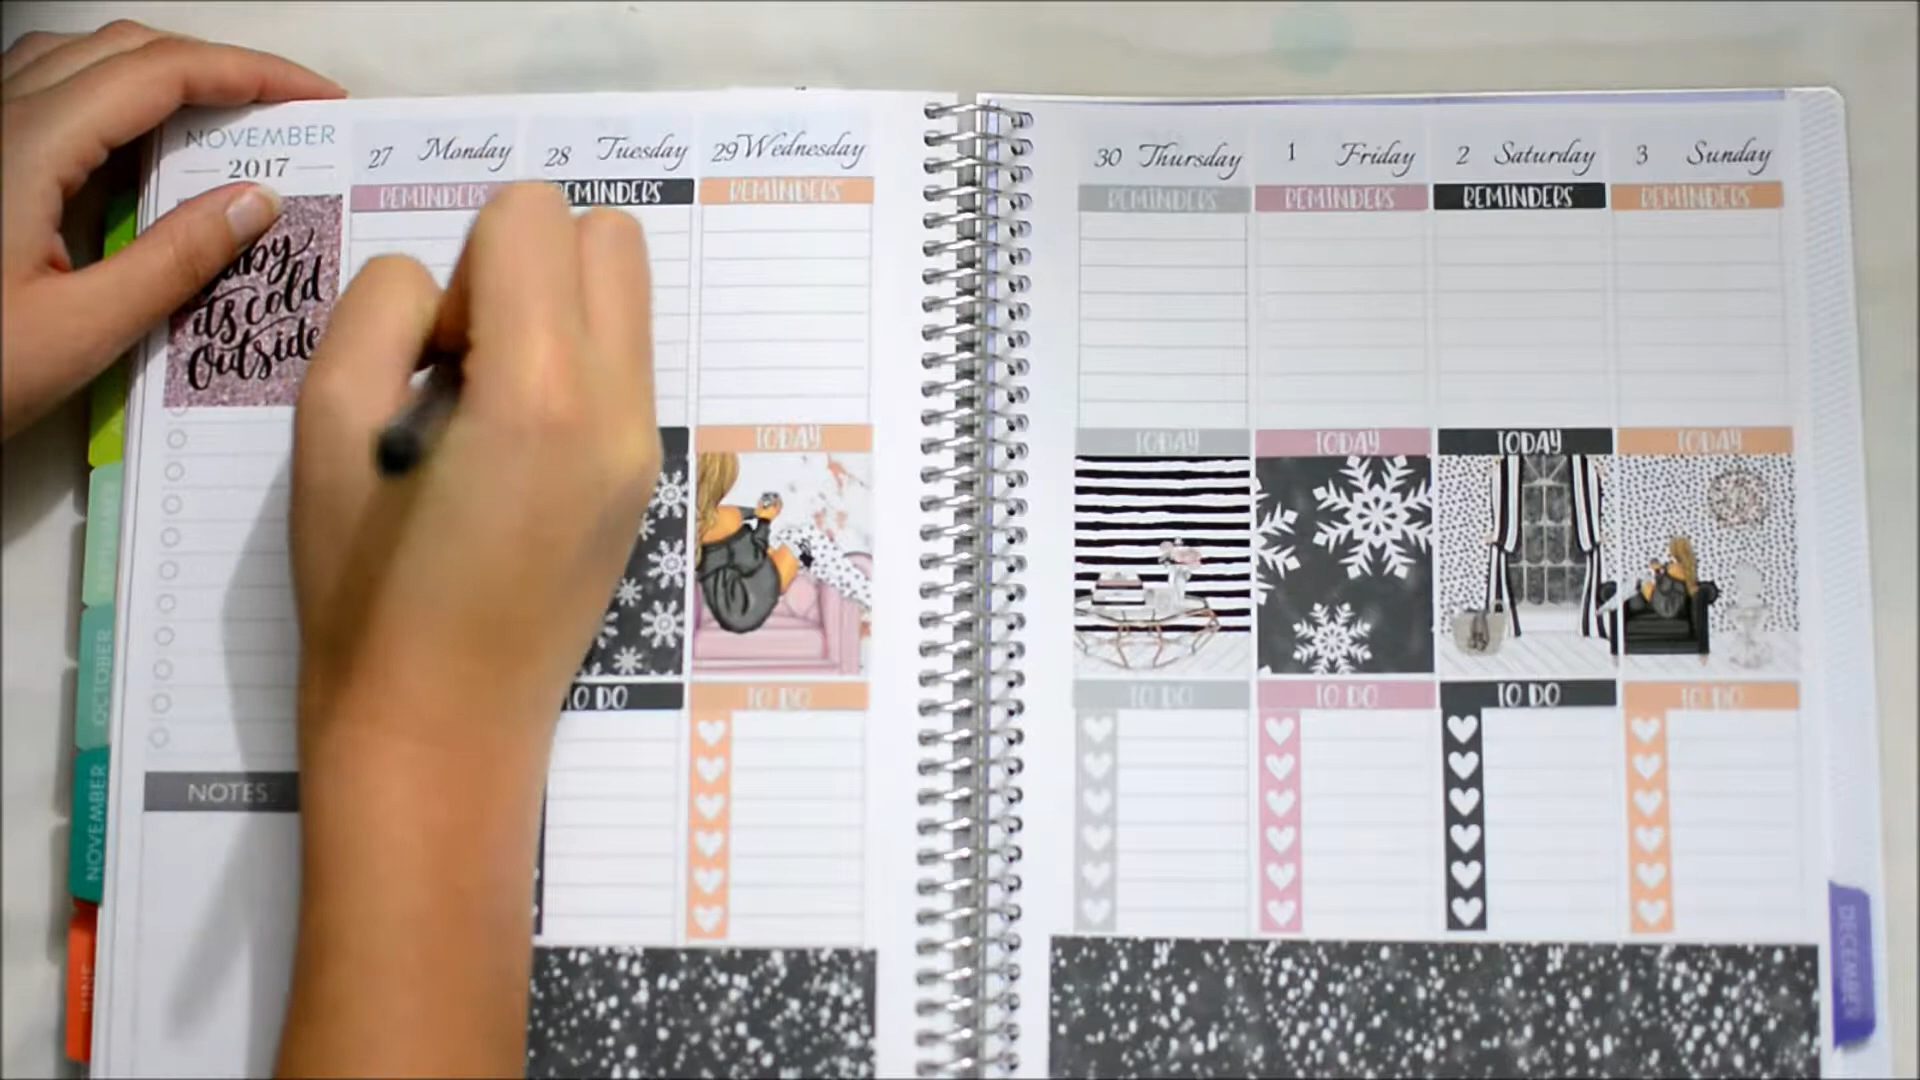 NOVEMBER
2017
27 Monday
28 Tuesday
29 Wednesday
30 Thursday
1 Friday
2 Saturday
3 Sunday
REMINDERS
REMINDERS
REMINDERS
REMINDERS
REMINDERS
REMINDERS
its cold
Outside
TODAY
TODAY
TODAY
TODAY
TODAY
TO DO
TO DO
TO DO
TO DO
TO DO
TO DO
NOTES
OCTOBER
NOVEMBER
JUNE
DECEMBER